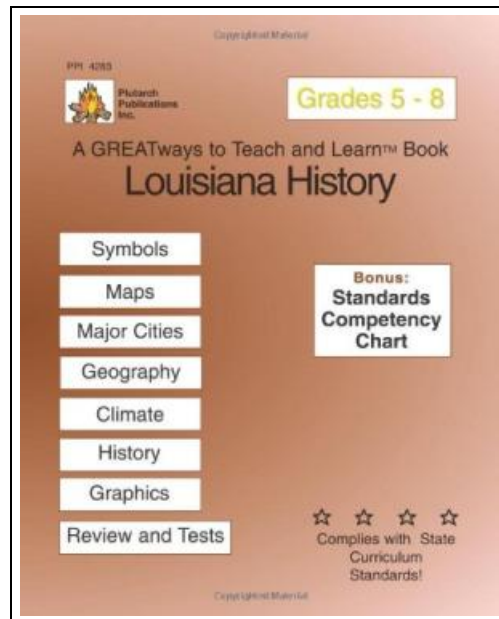 Copyrighted Material
PPI 4283
Plutarch
Publications
Inc.
Grades 5 - 8
A GREATways to Teach and Learn™ Book
Louisiana History
Symbols
Maps
Major Cities
Geography
Climate
History
Graphics
Review and Tests
Bonus:
Standards
Competency
Chart
Complies with State
Curriculum
Standards!
Copyrighted Material